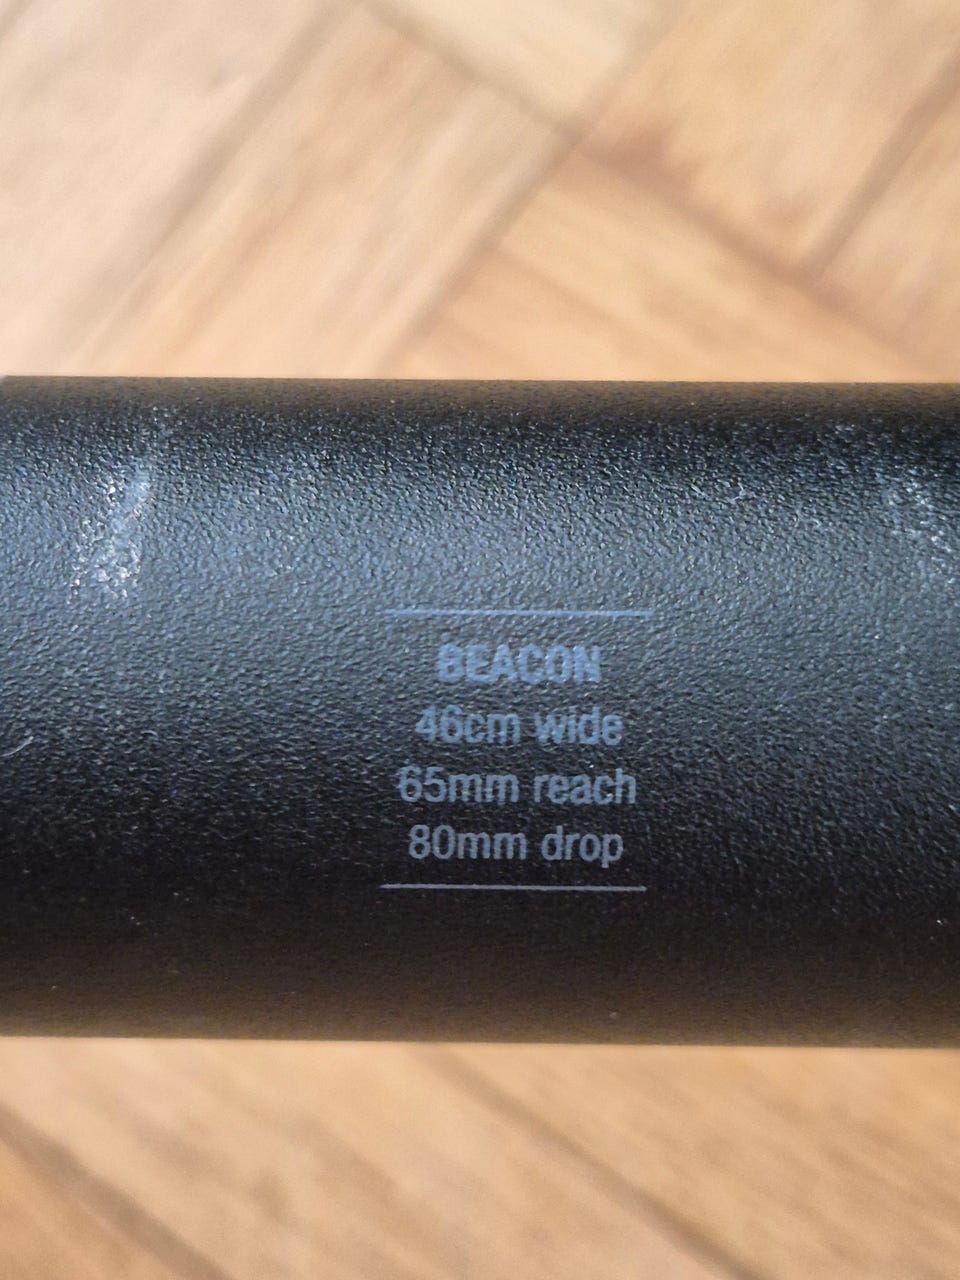 BEACON
46cm wide
65mm reach
80mm drop